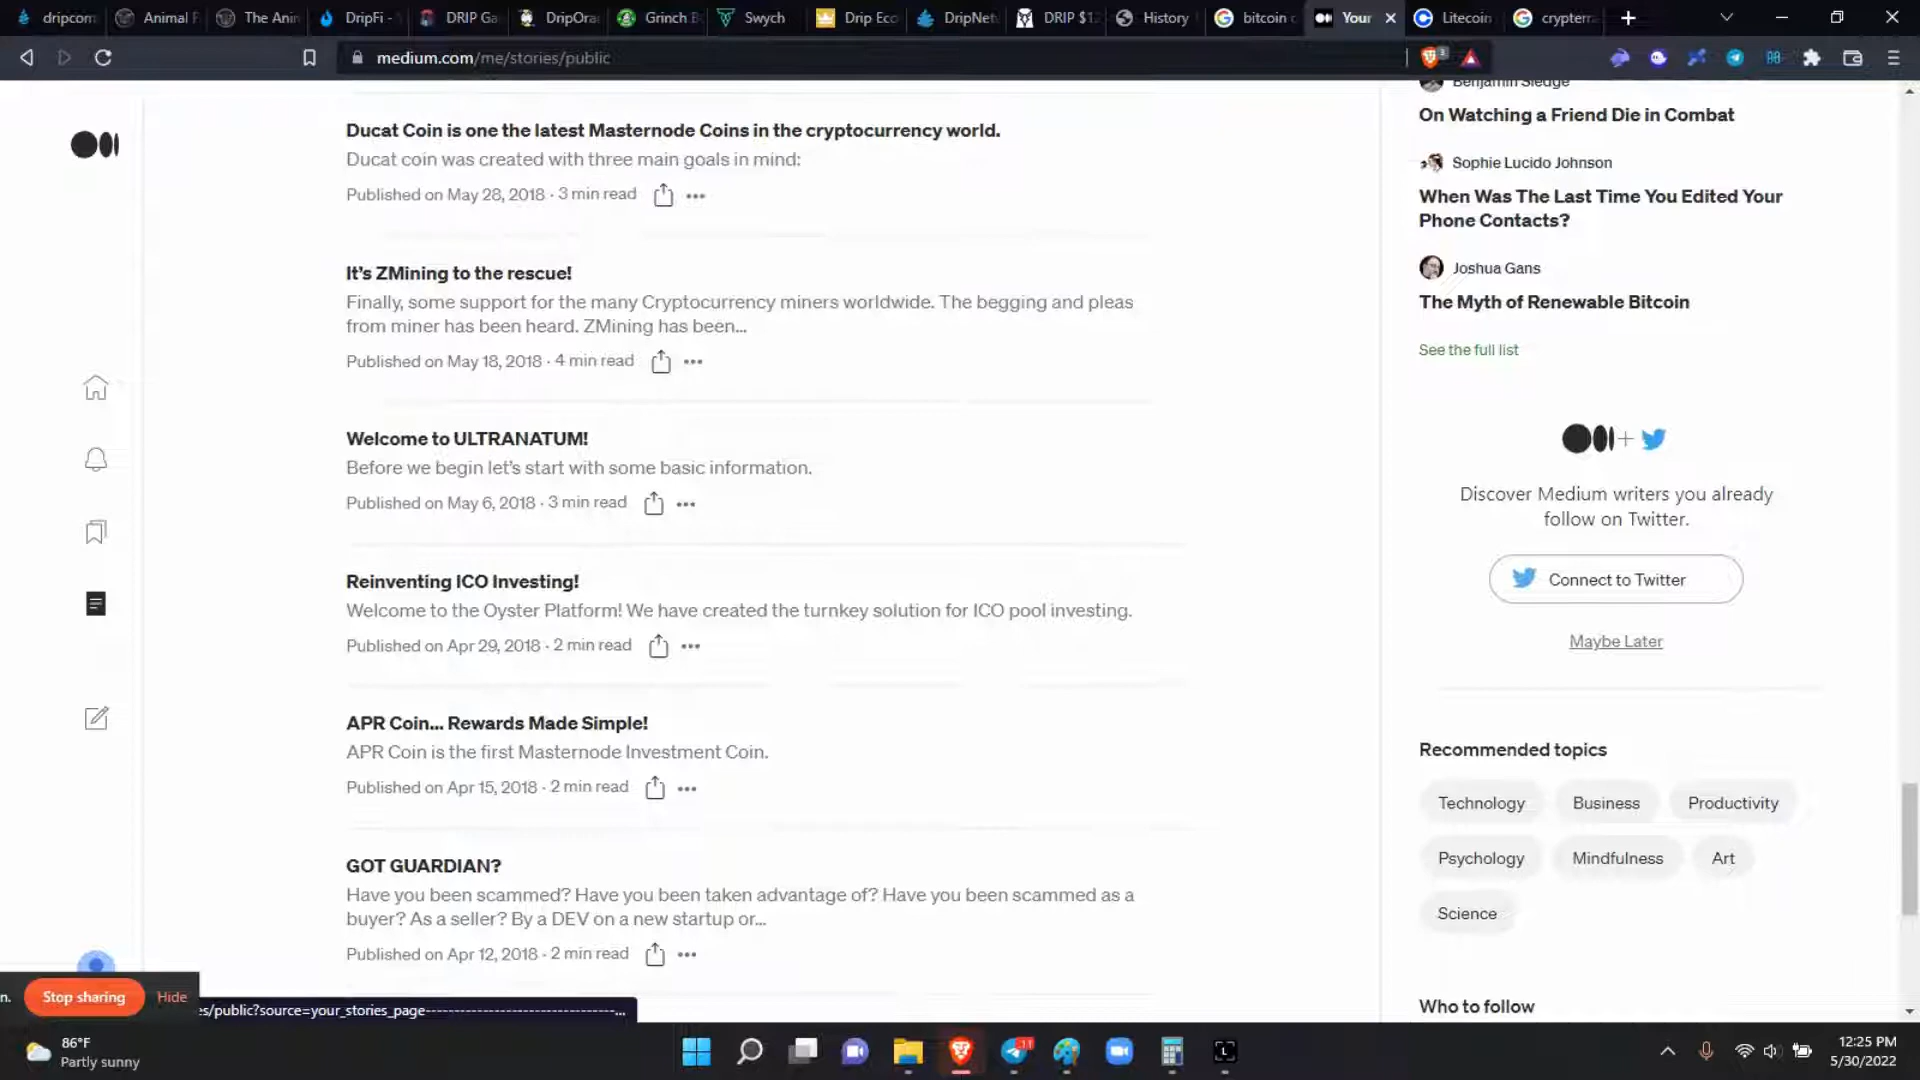 dripcom
Animal F
The Anin
DripFi -
DRIP Ga
DripOra
Grinch B
Swych
Drip Eco
DripNet
DRIP $1
History
bitcoin c
Your
Litecoin
crypterr
medium.com/me/stories/public
3
Benjamin Sledge
On Watching a Friend Die in Combat
Sophie Lucido Johnson
When Was The Last Time You Edited Your
Phone Contacts?
Joshua Gans
The Myth of Renewable Bitcoin
See the full list
Discover Medium writers you already
follow on Twitter.
Connect to Twitter
Maybe Later
Recommended topics
Technology
Business
Productivity
Psychology
Mindfulness
Art
Science
Who to follow
Ducat Coin is one the latest Masternode Coins in the cryptocurrency world.
Ducat coin was created with three main goals in mind:
Published on May 28, 2018 · 3 min read
It's ZMining to the rescue!
Finally, some support for the many Cryptocurrency miners worldwide. The begging and pleas
from miner has been heard. ZMining has been...
Published on May 18, 2018 · 4 min read
Welcome to ULTRANATUM!
Before we begin let's start with some basic information.
Published on May 6, 2018 · 3 min read
Reinventing ICO Investing!
Welcome to the Oyster Platform! We have created the turnkey solution for ICO pool investing.
Published on Apr 29, 2018 · 2 min read
APR Coin... Rewards Made Simple!
APR Coin is the first Masternode Investment Coin.
Published on Apr 15, 2018 · 2 min read
GOT GUARDIAN?
Have you been scammed? Have you been taken advantage of? Have you been scammed as a
buyer? As a seller? By a DEV on a new startup or...
Published on Apr 12, 2018 · 2 min read
n.
Stop sharing
Hide
s/public?source=your_stories_page---------------------------------...
86°F
Partly sunny
11
L
12:25 PM
5/30/2022